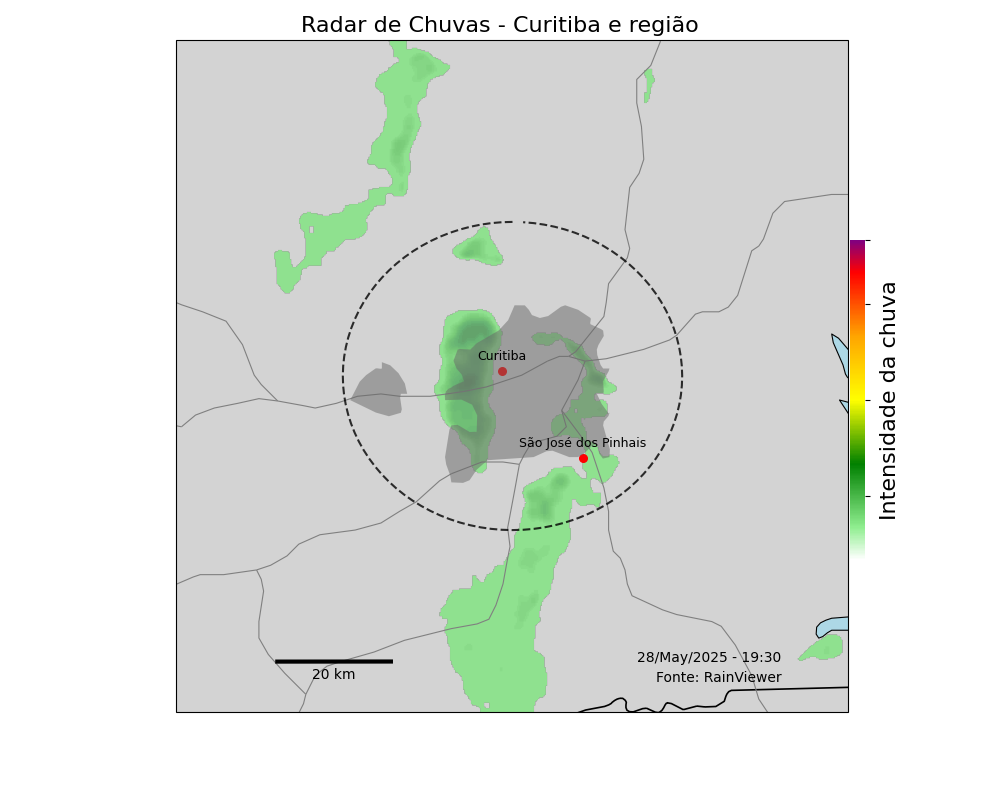 Radar de Chuvas - Curitiba e região
Curitiba
São José dos Pinhais
Intensidade da chuva
28/May/2025 - 19:30
Fonte: RainViewer
20 km